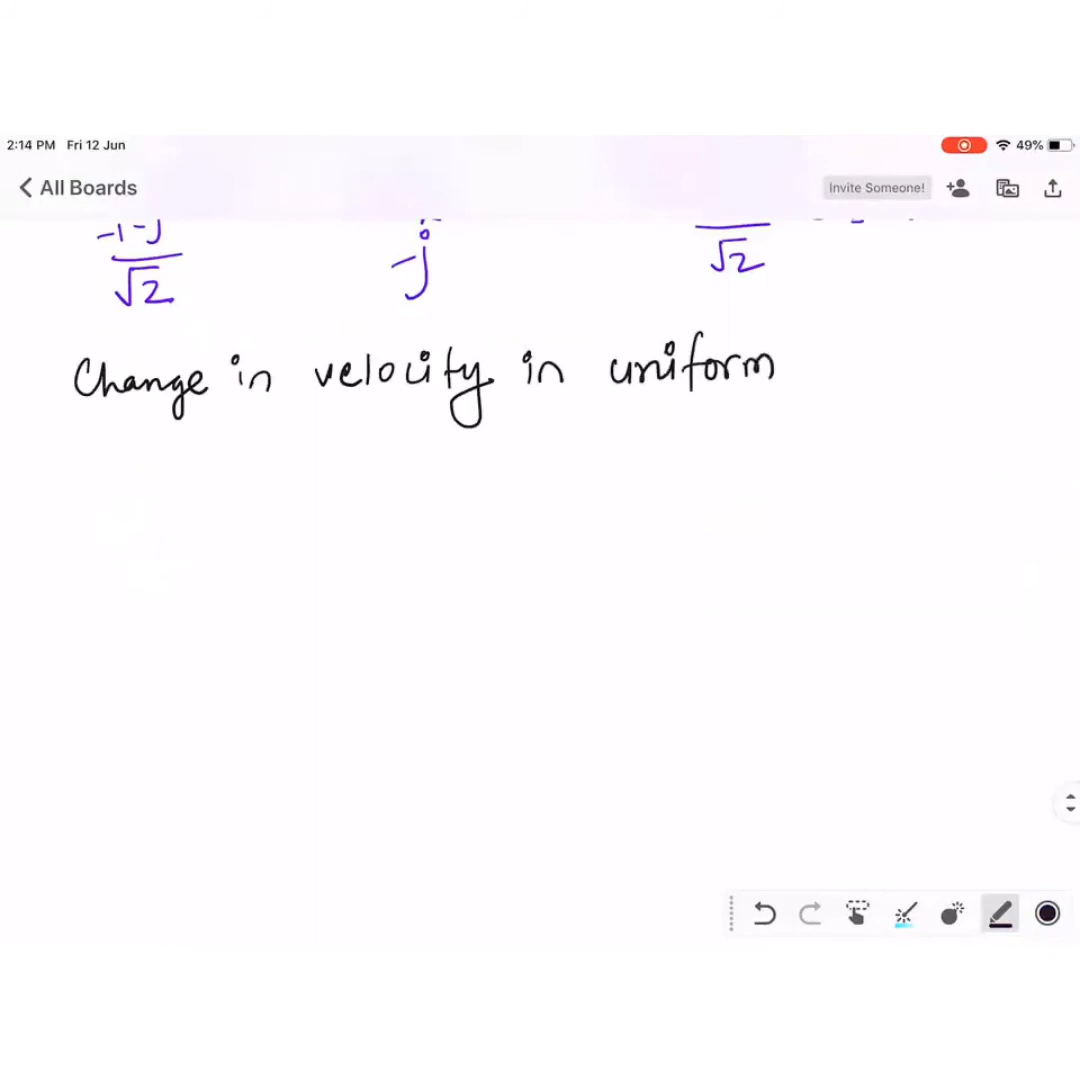 2:14 PM Fri 12 Jun 49%
All Boards Invite Someone!
-j
√2
√2
Change in velocity in uniform